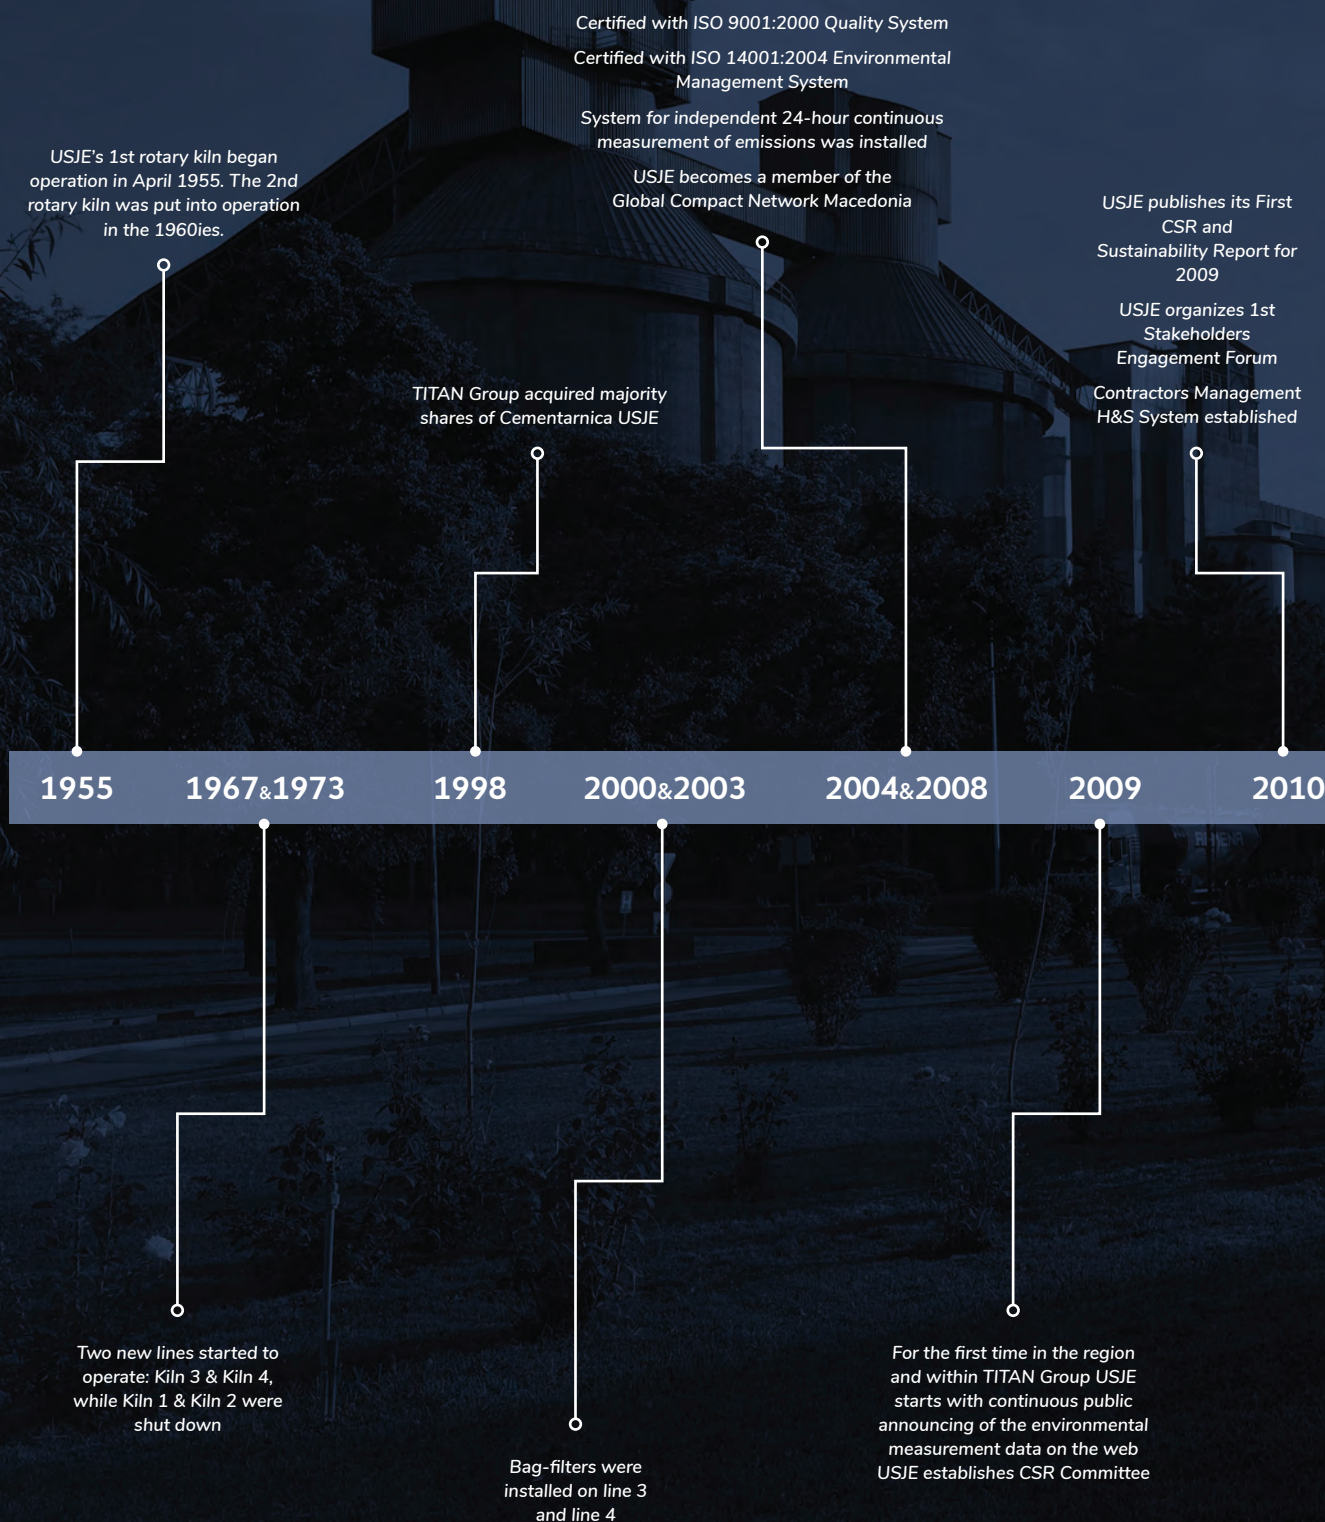 Certified with ISO 9001:2000 Quality System
Certified with ISO 14001:2004 Environmental
Management System
System for independent 24-hour continuous
measurement of emissions was installed
USJE becomes a member of the
Global Compact Network Macedonia
USJE's 1st rotary kiln began
operation in April 1955. The 2nd
rotary kiln was put into operation
in the 1960ies.
USJE publishes its First
CSR and
Sustainability Report for
2009
USJE organizes 1st
Stakeholders
Engagement Forum
Contractors Management
H&S System established
TITAN Group acquired majority
shares of Cementarnica USJE
1955 1967&1973 1998 2000&2003 2004&2008 2009 2010
Two new lines started to
operate: Kiln 3 & Kiln 4,
while Kiln 1 & Kiln 2 were
shut down
Bag-filters were
installed on line 3
and line 4
For the first time in the region
and within TITAN Group USJE
starts with continuous public
announcing of the environmental
measurement data on the web
USJE establishes CSR Committee